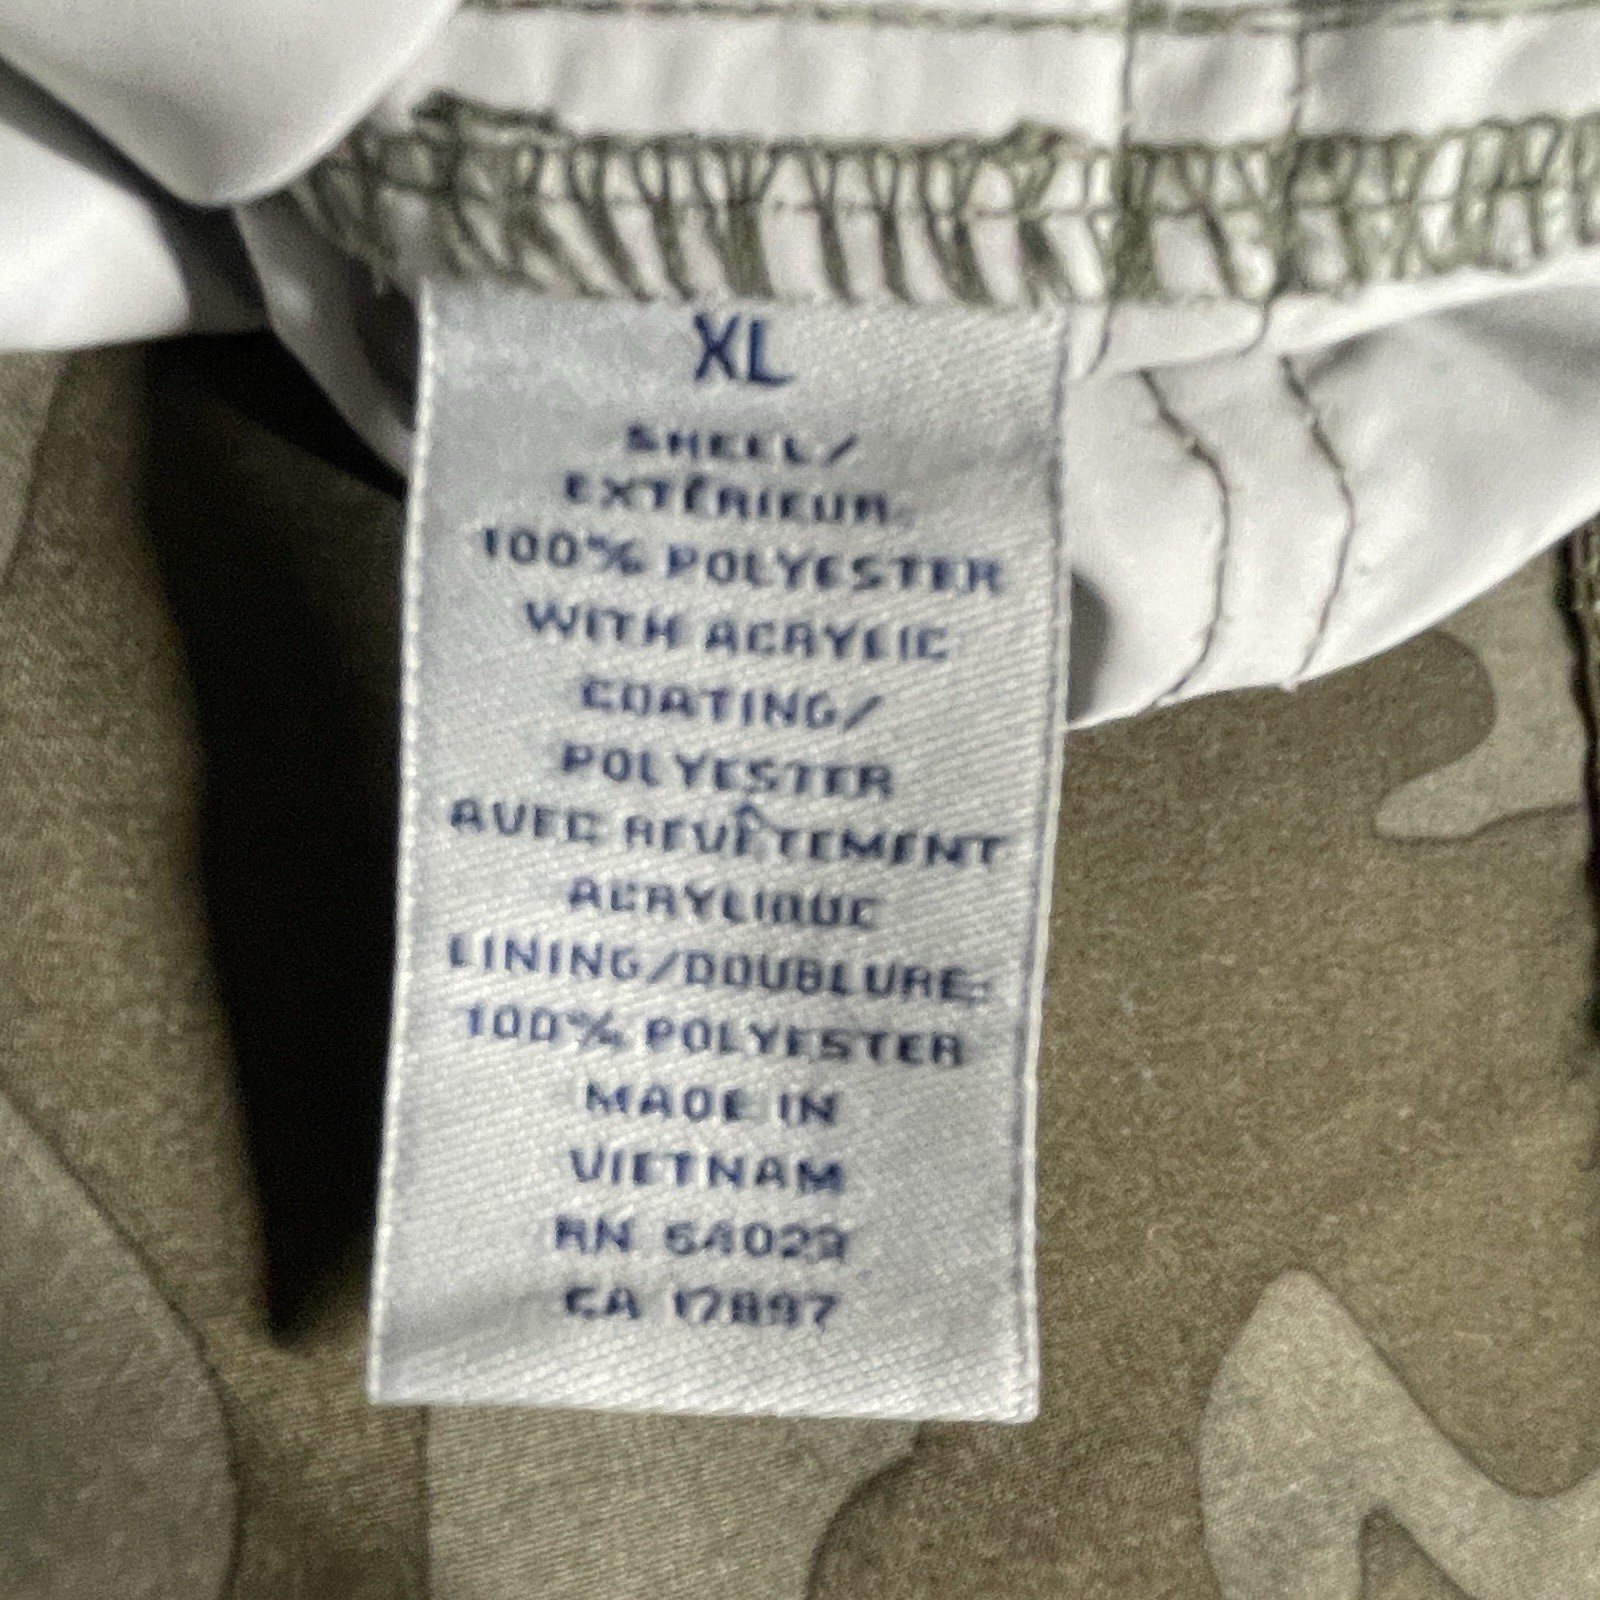 XL
SHELL/
EXTÉRIEUR:
100% POLYESTER
WITH ACRYLIC
COATING/
POLYESTER
AVEC REVÊTEMENT
ACRYLIQUE
LINING/DOUBLURE:
100% POLYESTER
MADE IN
VIETNAM
RN 54023
CA 17897